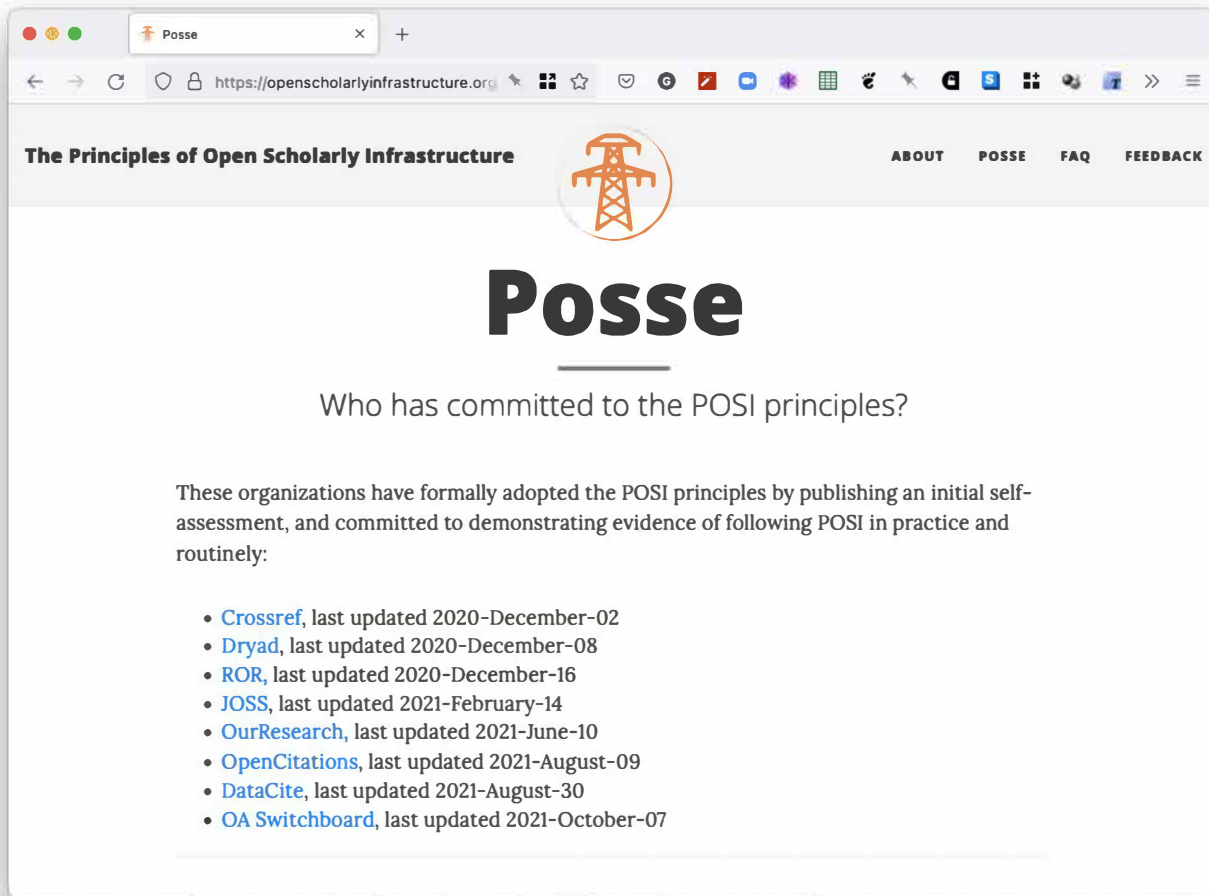 Posse
https://openscholarlyinfrastructure.org
The Principles of Open Scholarly Infrastructure
ABOUT POSSE FAQ FEEDBACK
Posse
Who has committed to the POSI principles?
These organizations have formally adopted the POSI principles by publishing an initial self-
assessment, and committed to demonstrating evidence of following POSI in practice and
routinely:
• Crossref, last updated 2020-December-02
• Dryad, last updated 2020-December-08
• ROR, last updated 2020-December-16
• JOSS, last updated 2021-February-14
• OurResearch, last updated 2021-June-10
• OpenCitations, last updated 2021-August-09
• DataCite, last updated 2021-August-30
• OA Switchboard, last updated 2021-October-07